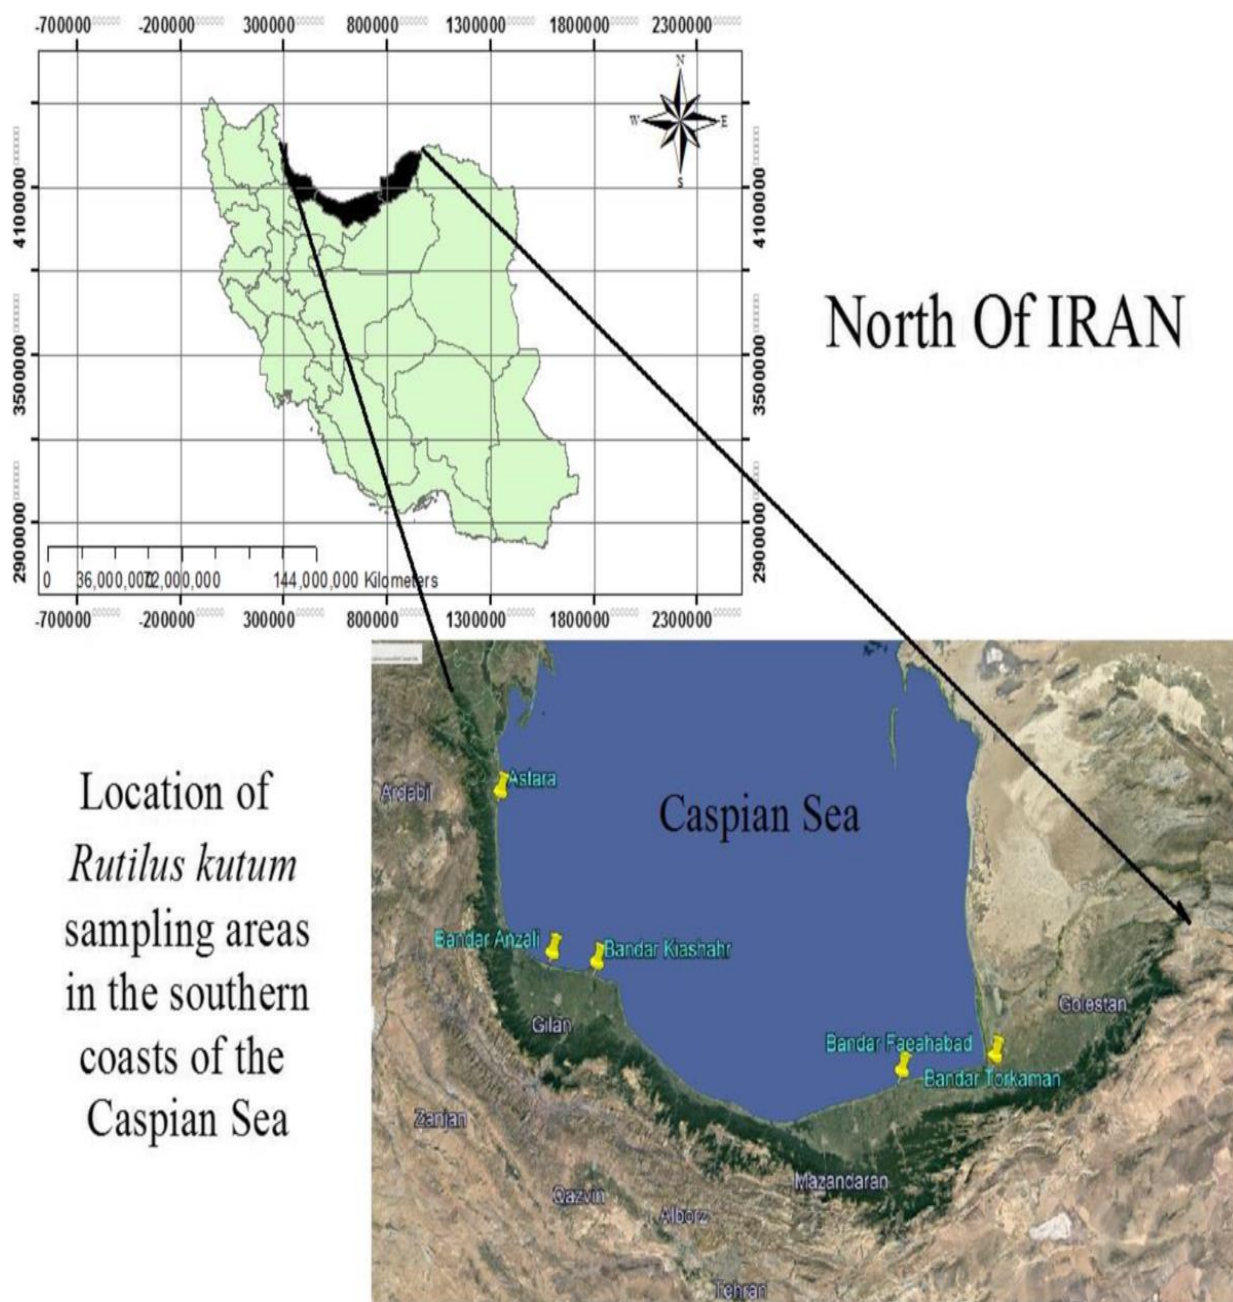 -700000 -200000 300000 800000 1300000 1800000 2300000
N
W E
S
4100000 4100000
3500000 3500000
2900000 2900000
0 36,000,000 72,000,000 144,000,000 Kilometers
-700000 -200000 300000 800000 1300000 1800000 2300000
North Of IRAN
Location of
Rutilus kutum
sampling areas
in the southern
coasts of the
Caspian Sea
Astara
Ardabil
Caspian Sea
Bandar Anzali
Bandar Kiashahr
Golestan
Gilan
Bandar Faeahabad
Bandar Torkaman
Zanjan
Mazandaran
Qazvin
Alborz
Tehran